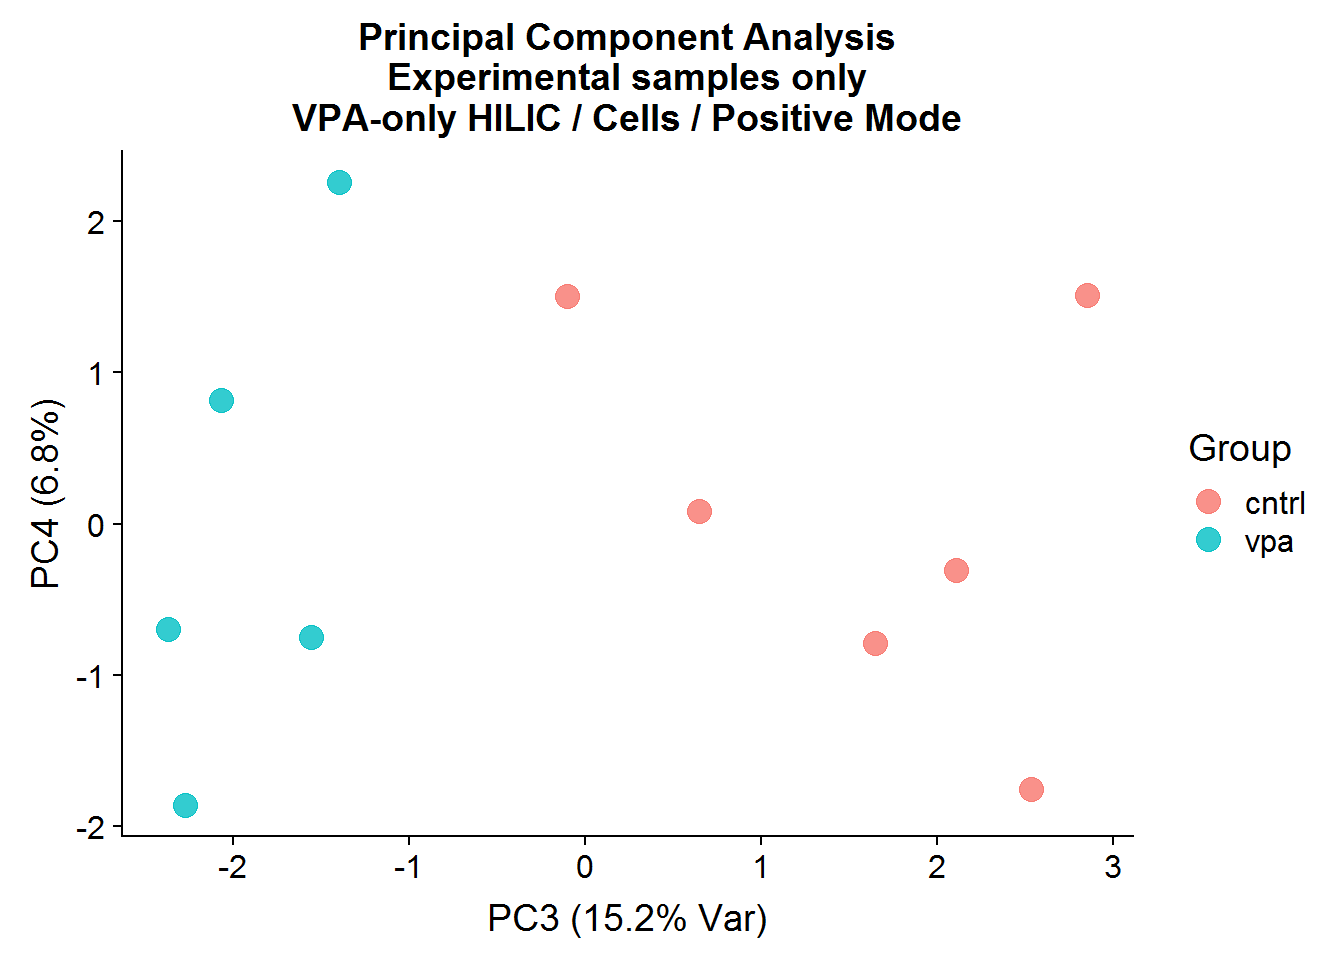 Principal Component Analysis
Experimental samples only
VPA-only HILIC / Cells / Positive Mode
2
1
0
-1
-2
PC4 (6.8%)
-2
-1
0
1
2
3
PC3 (15.2% Var)
Group
cntrl
vpa